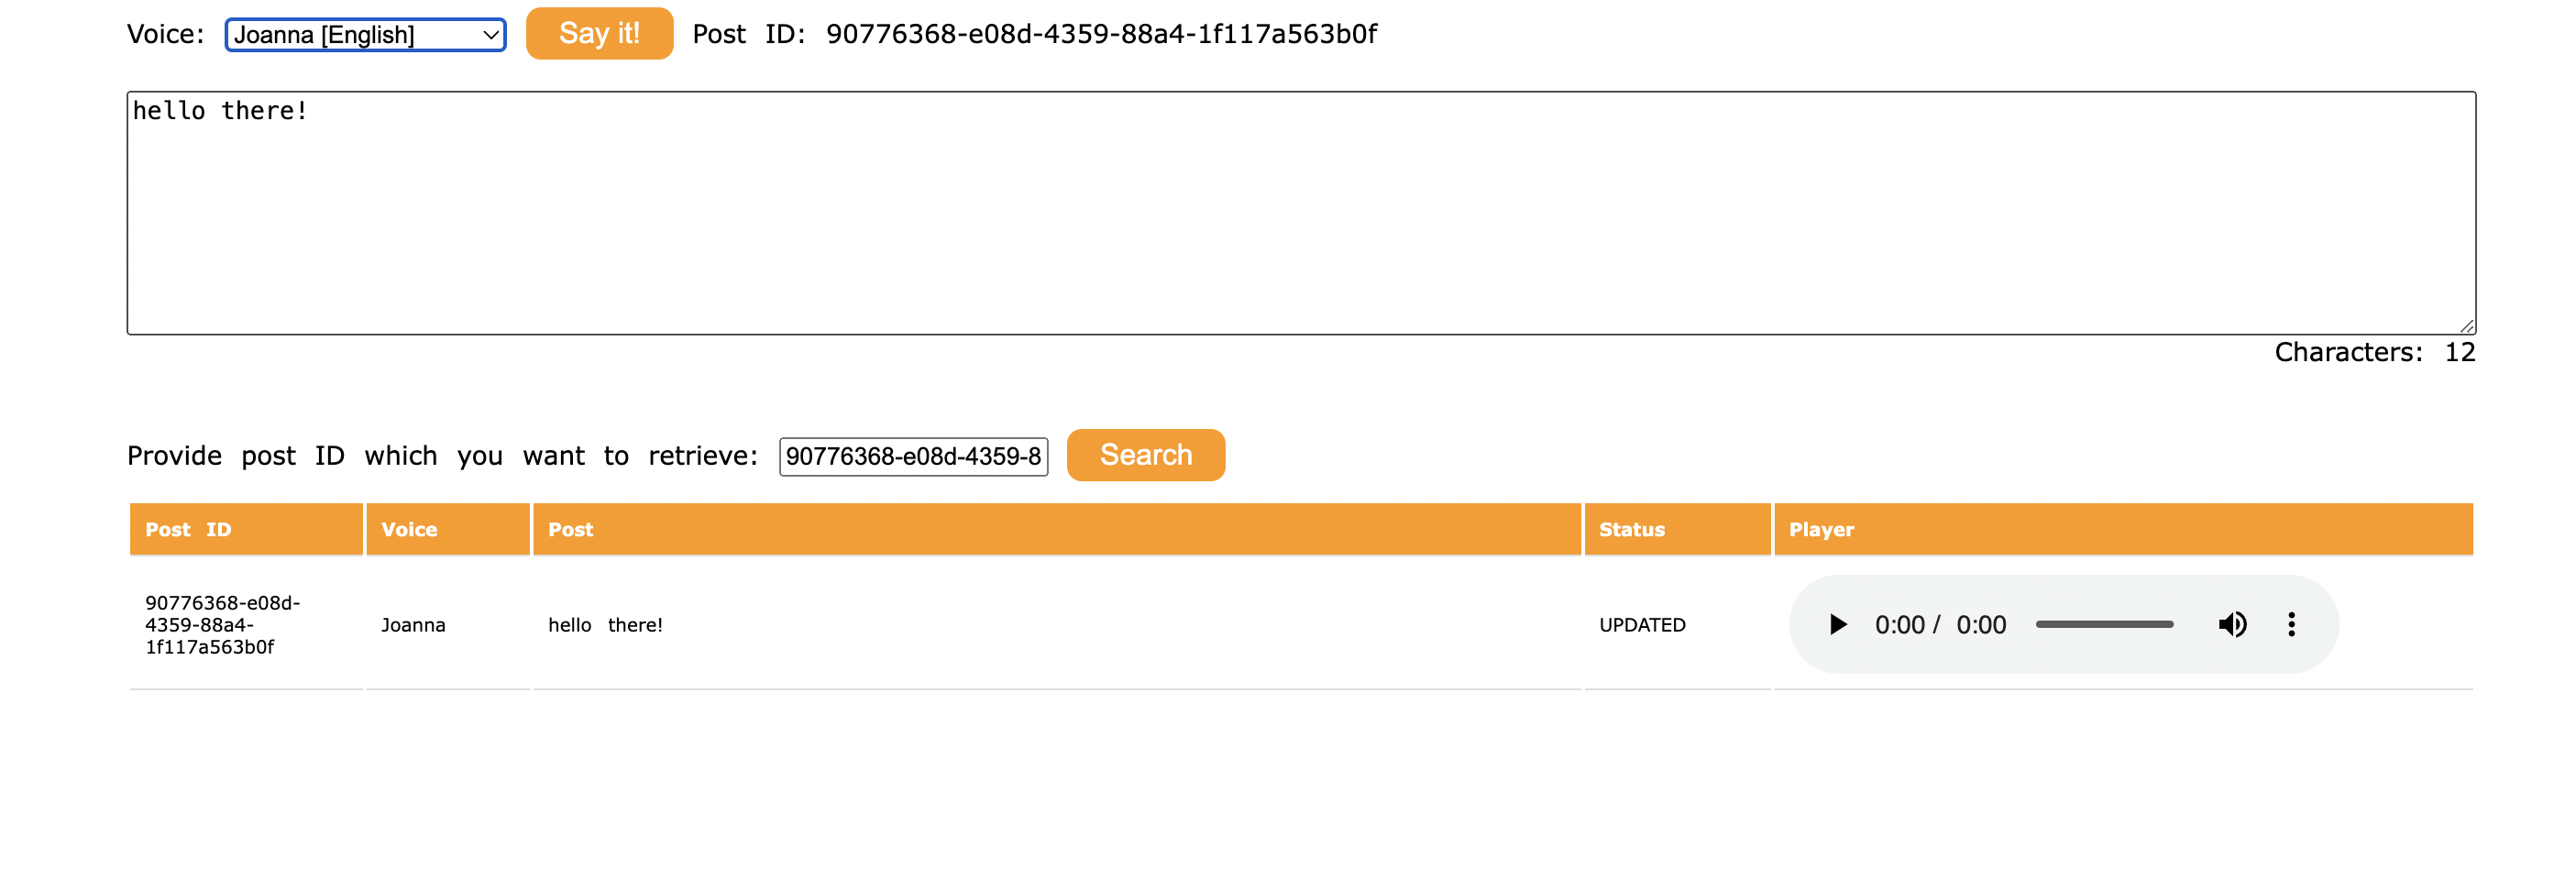 Voice: Joanna [English] Say it! Post ID: 90776368-e08d-4359-88a4-1f117a563b0f
hello there!
Characters: 12
Provide post ID which you want to retrieve: 90776368-e08d-4359-8 Search
Post ID Voice Post Status Player
90776368-e08d-
4359-88a4-
1f117a563b0f
Joanna
hello there!
UPDATED
0:00 / 0:00